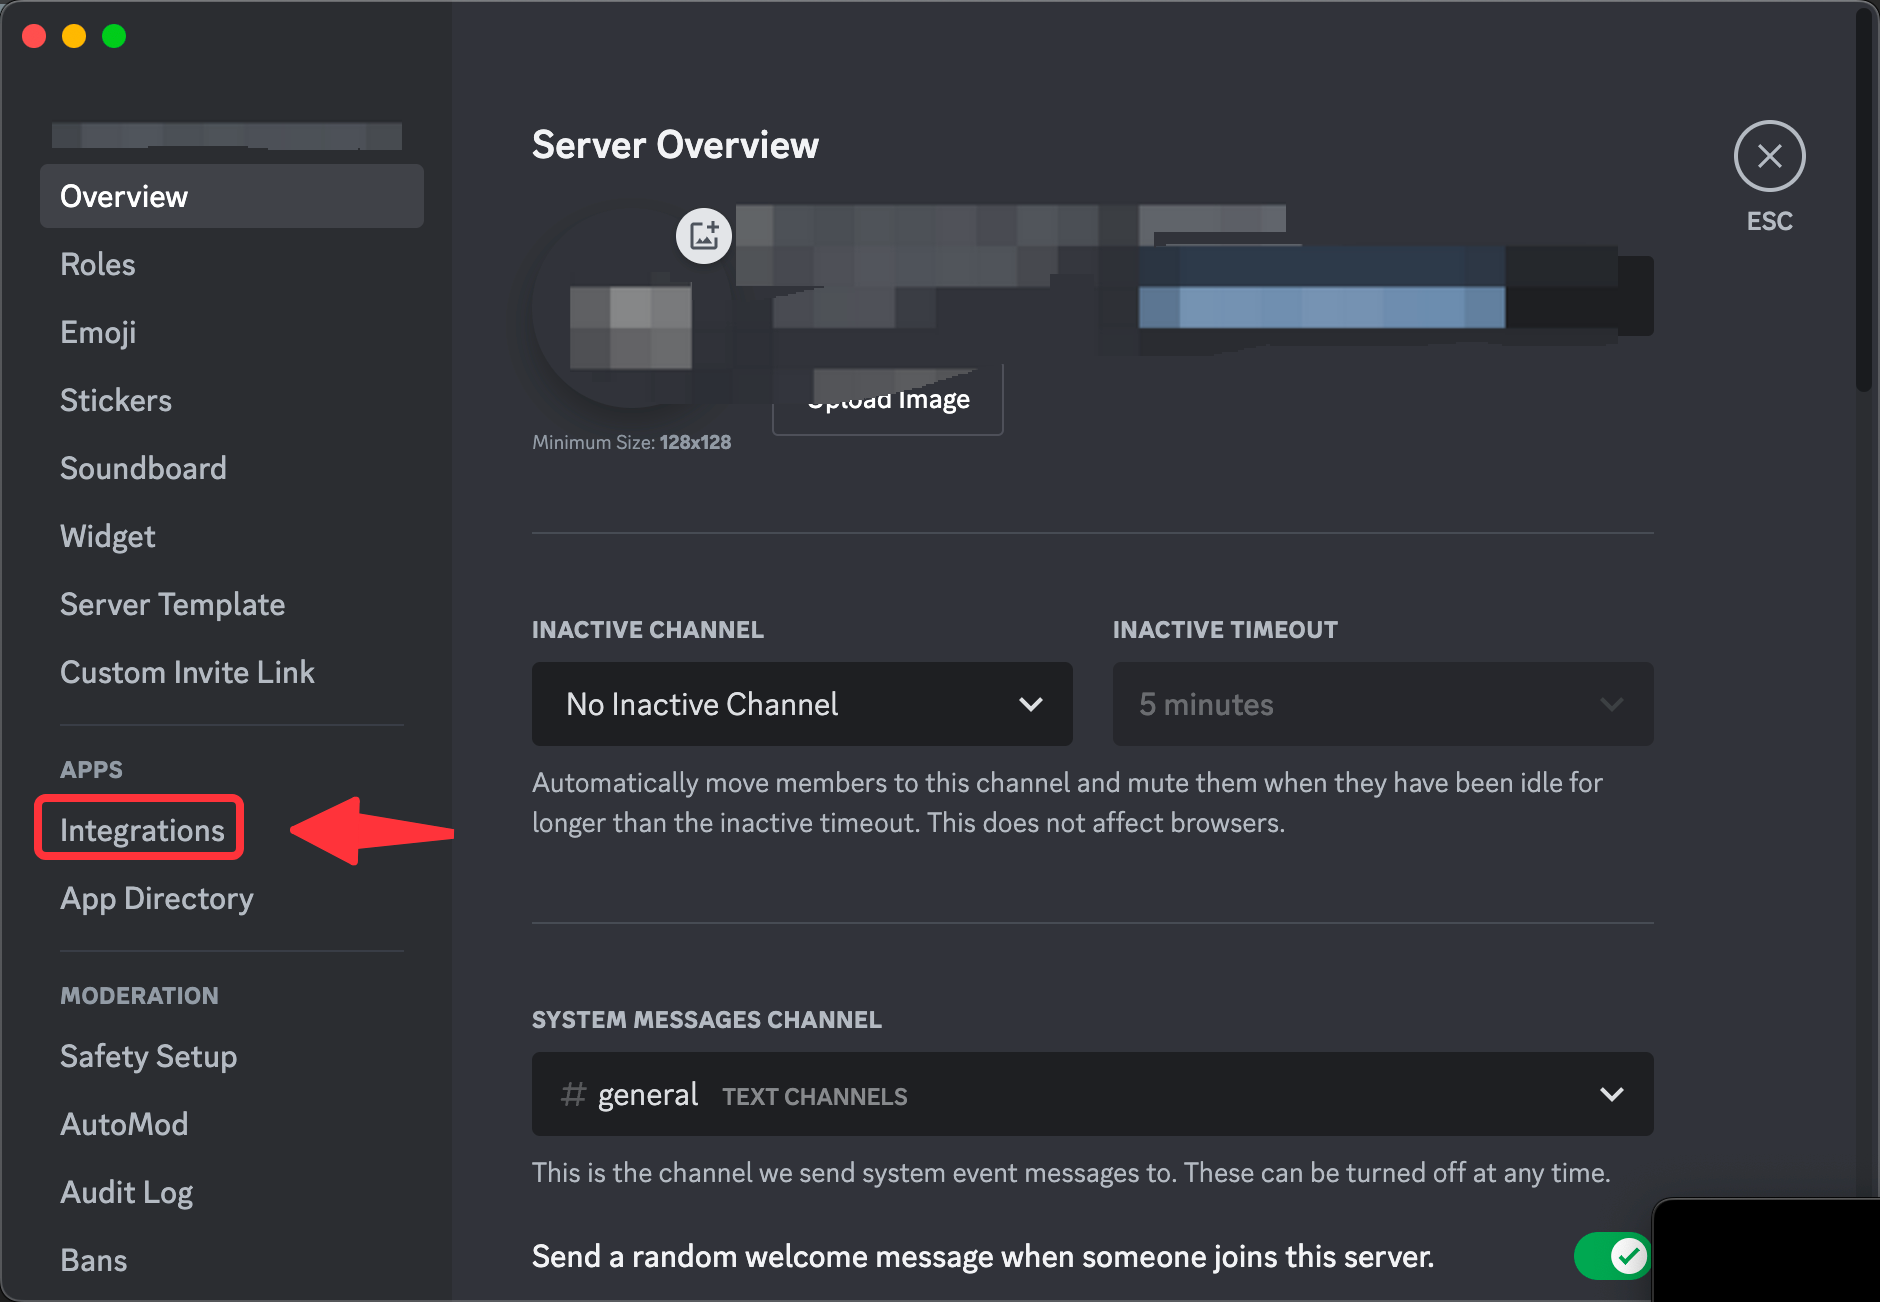 Overview
Roles
Emoji
Stickers
Soundboard
Widget
Server Template
Custom Invite Link
APPS
Integrations
App Directory
MODERATION
Safety Setup
AutoMod
Audit Log
Bans
Server Overview
ESC
Upload Image
Minimum Size: 128x128
INACTIVE CHANNEL
No Inactive Channel
INACTIVE TIMEOUT
5 minutes
Automatically move members to this channel and mute them when they have been idle for
longer than the inactive timeout. This does not affect browsers.
SYSTEM MESSAGES CHANNEL
# general TEXT CHANNELS
This is the channel we send system event messages to. These can be turned off at any time.
Send a random welcome message when someone joins this server.